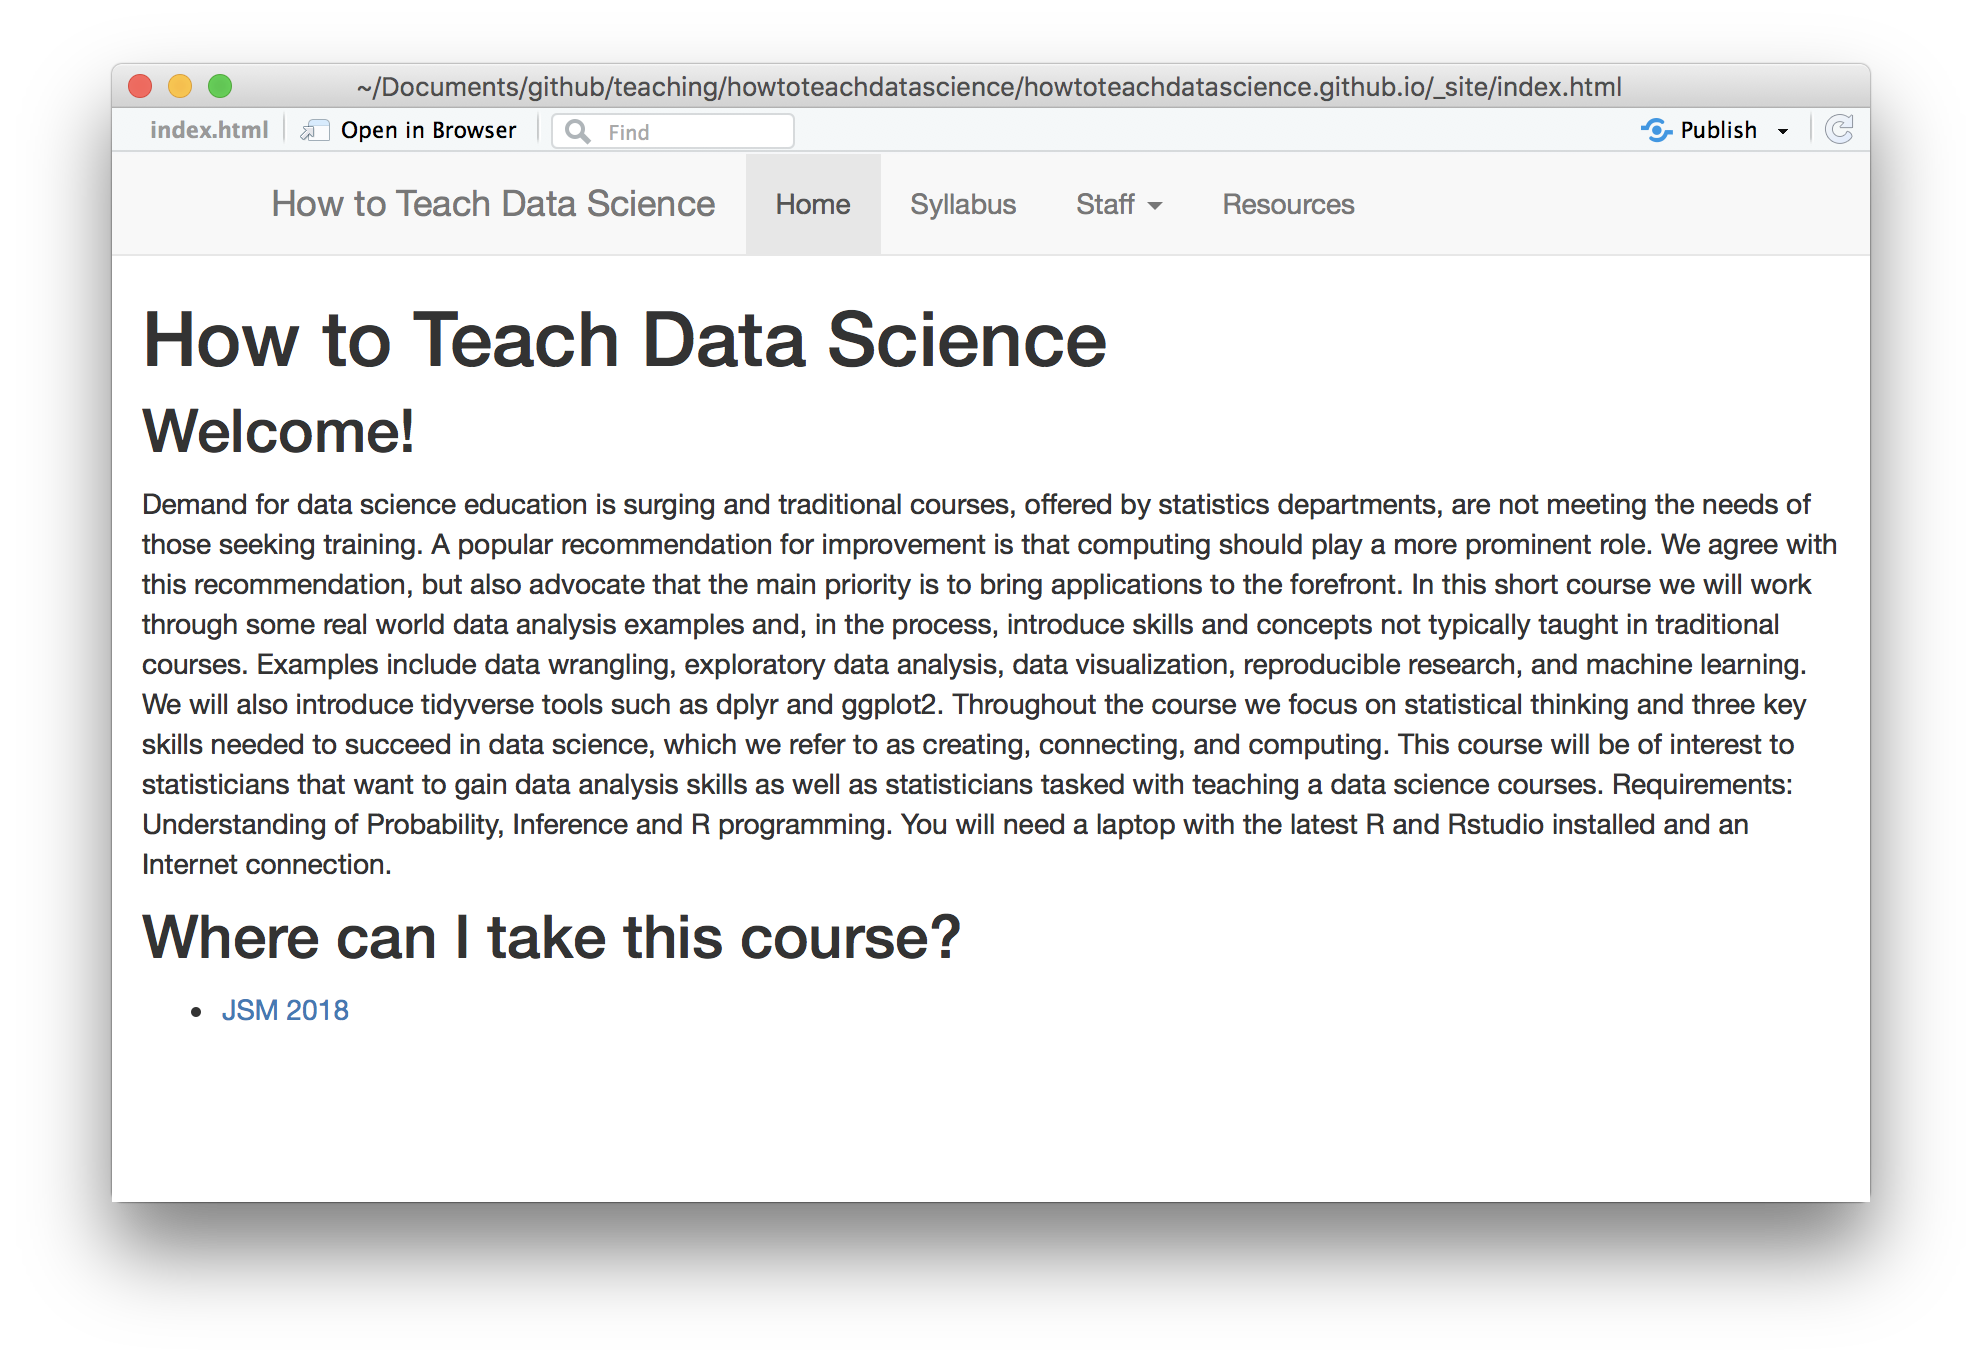 ~/Documents/github/teaching/howtoteachdatascience/howtoteachdatascience.github.io/_site/index.html
index.html Open in Browser Find Publish
How to Teach Data Science Home Syllabus Staff Resources
How to Teach Data Science
Welcome!
Demand for data science education is surging and traditional courses, offered by statistics departments, are not meeting the needs of
those seeking training. A popular recommendation for improvement is that computing should play a more prominent role. We agree with
this recommendation, but also advocate that the main priority is to bring applications to the forefront. In this short course we will work
through some real world data analysis examples and, in the process, introduce skills and concepts not typically taught in traditional
courses. Examples include data wrangling, exploratory data analysis, data visualization, reproducible research, and machine learning.
We will also introduce tidyverse tools such as dplyr and ggplot2. Throughout the course we focus on statistical thinking and three key
skills needed to succeed in data science, which we refer to as creating, connecting, and computing. This course will be of interest to
statisticians that want to gain data analysis skills as well as statisticians tasked with teaching a data science courses. Requirements:
Understanding of Probability, Inference and R programming. You will need a laptop with the latest R and Rstudio installed and an
Internet connection.
Where can I take this course?
• JSM 2018